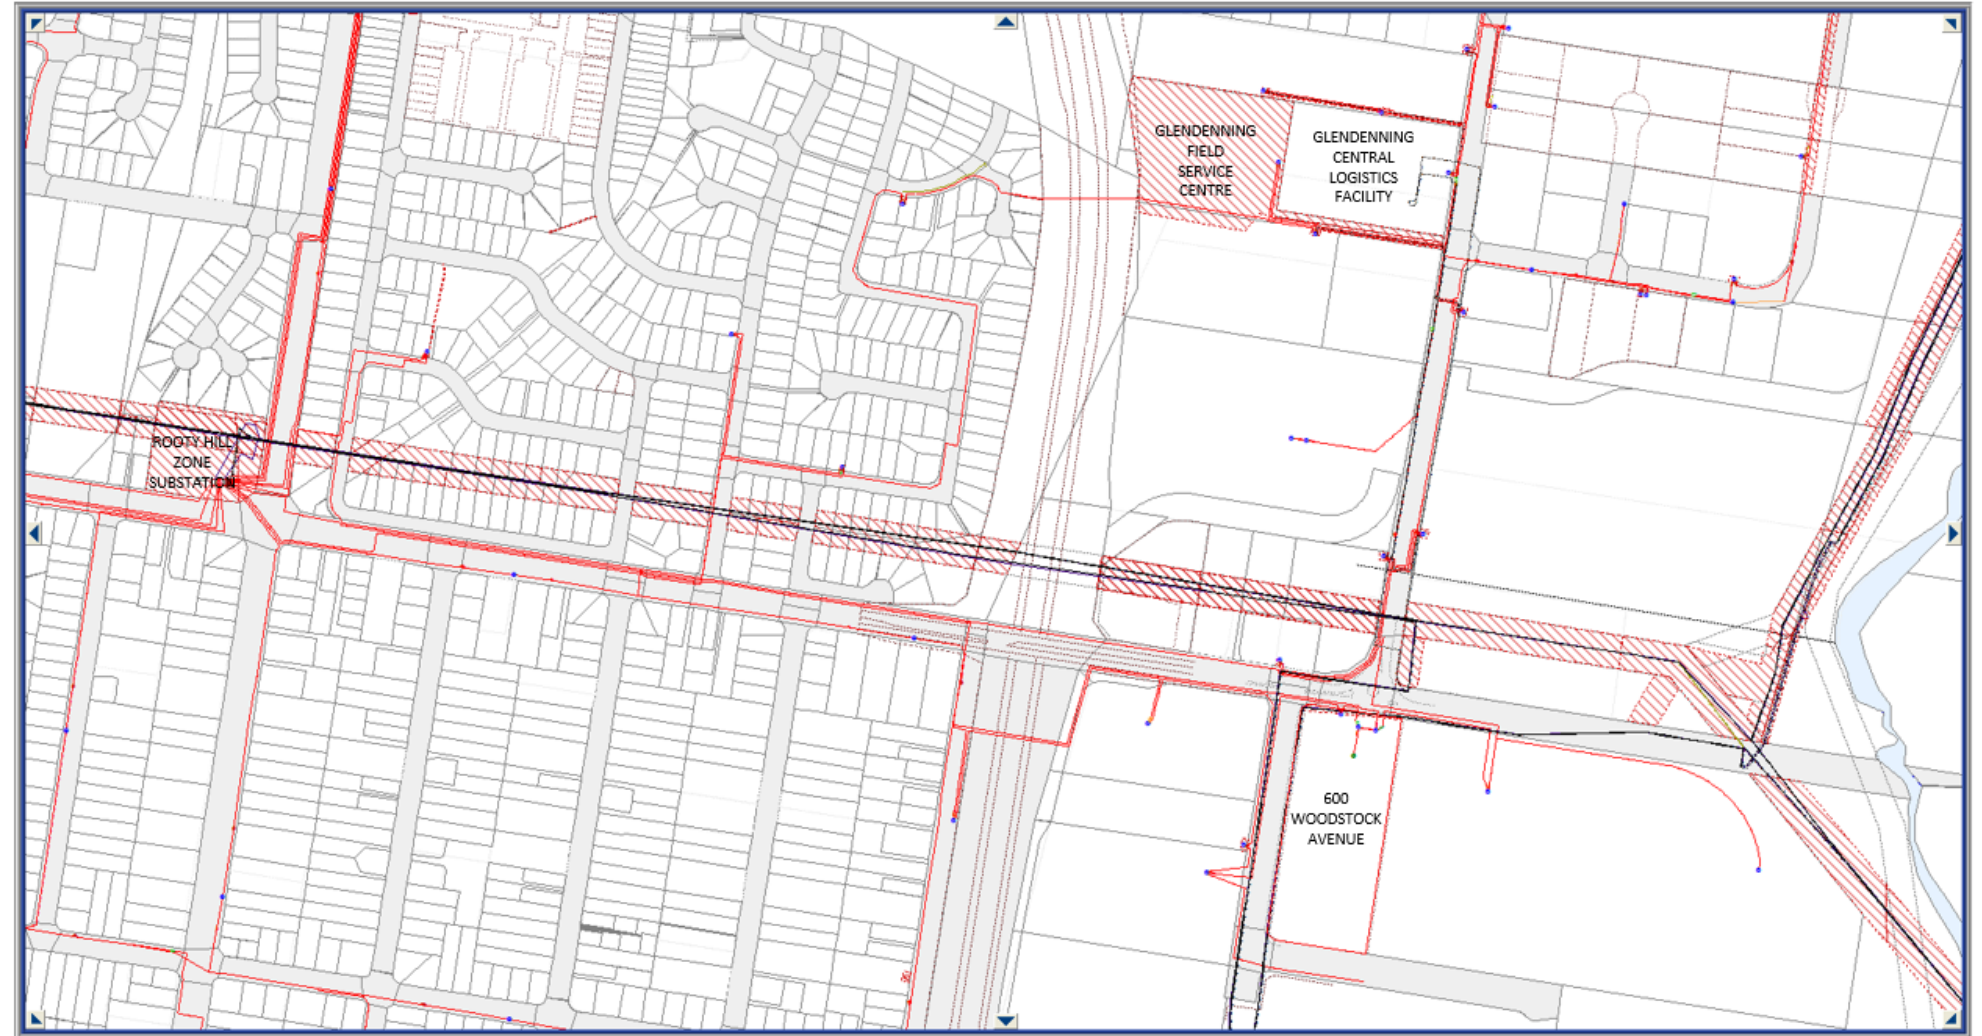 GLENDENNING
FIELD
SERVICE
CENTRE
GLENDENNING
CENTRAL
LOGISTICS
FACILITY
ROOTY HILL
ZONE
SUBSTATION
600
WOODSTOCK
AVENUE